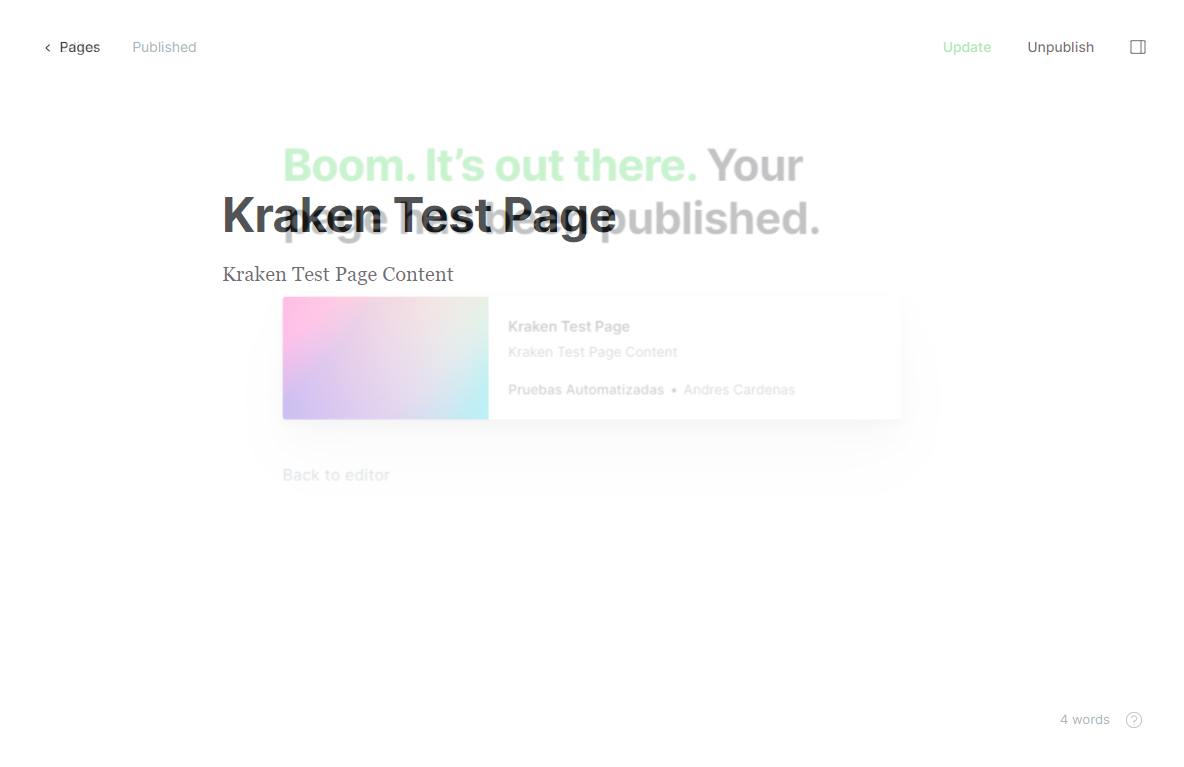 Pages
Published
Update
Unpublish
Boom. It's out there. Your
page has been published.
Kraken Test Page
Kraken Test Page Content
Kraken Test Page
Kraken Test Page Content
Pruebas Automatizadas • Andres Cardenas
Back to editor
4 words
?